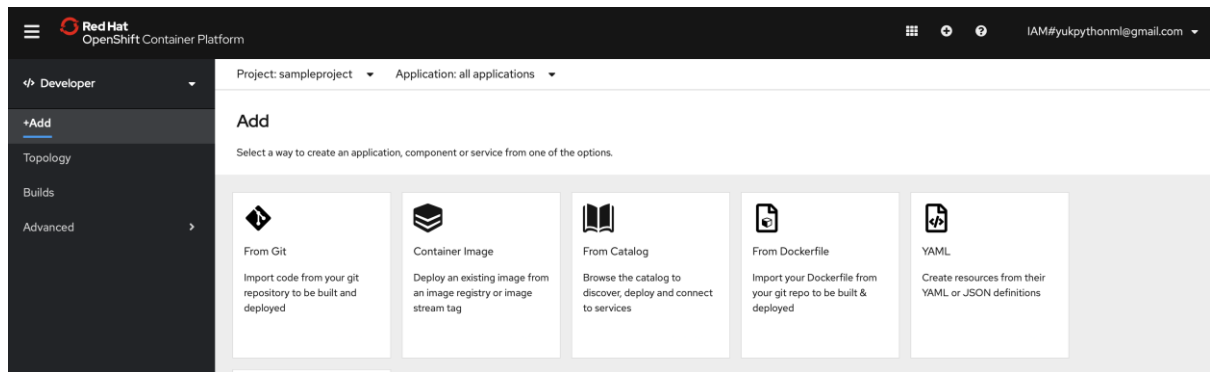 Red Hat
OpenShift Container Platform
IAM#yukpythonml@gmail.com
Developer
Project: sampleproject
Application: all applications
+Add
Topology
Builds
Advanced
Add
Select a way to create an application, component or service from one of the options.
From Git
Import code from your git
repository to be built and
deployed
Container Image
Deploy an existing image from
an image registry or image
stream tag
From Catalog
Browse the catalog to
discover, deploy and connect
to services
From Dockerfile
Import your Dockerfile from
your git repo to be built &
deployed
YAML
Create resources from their
YAML or JSON definitions